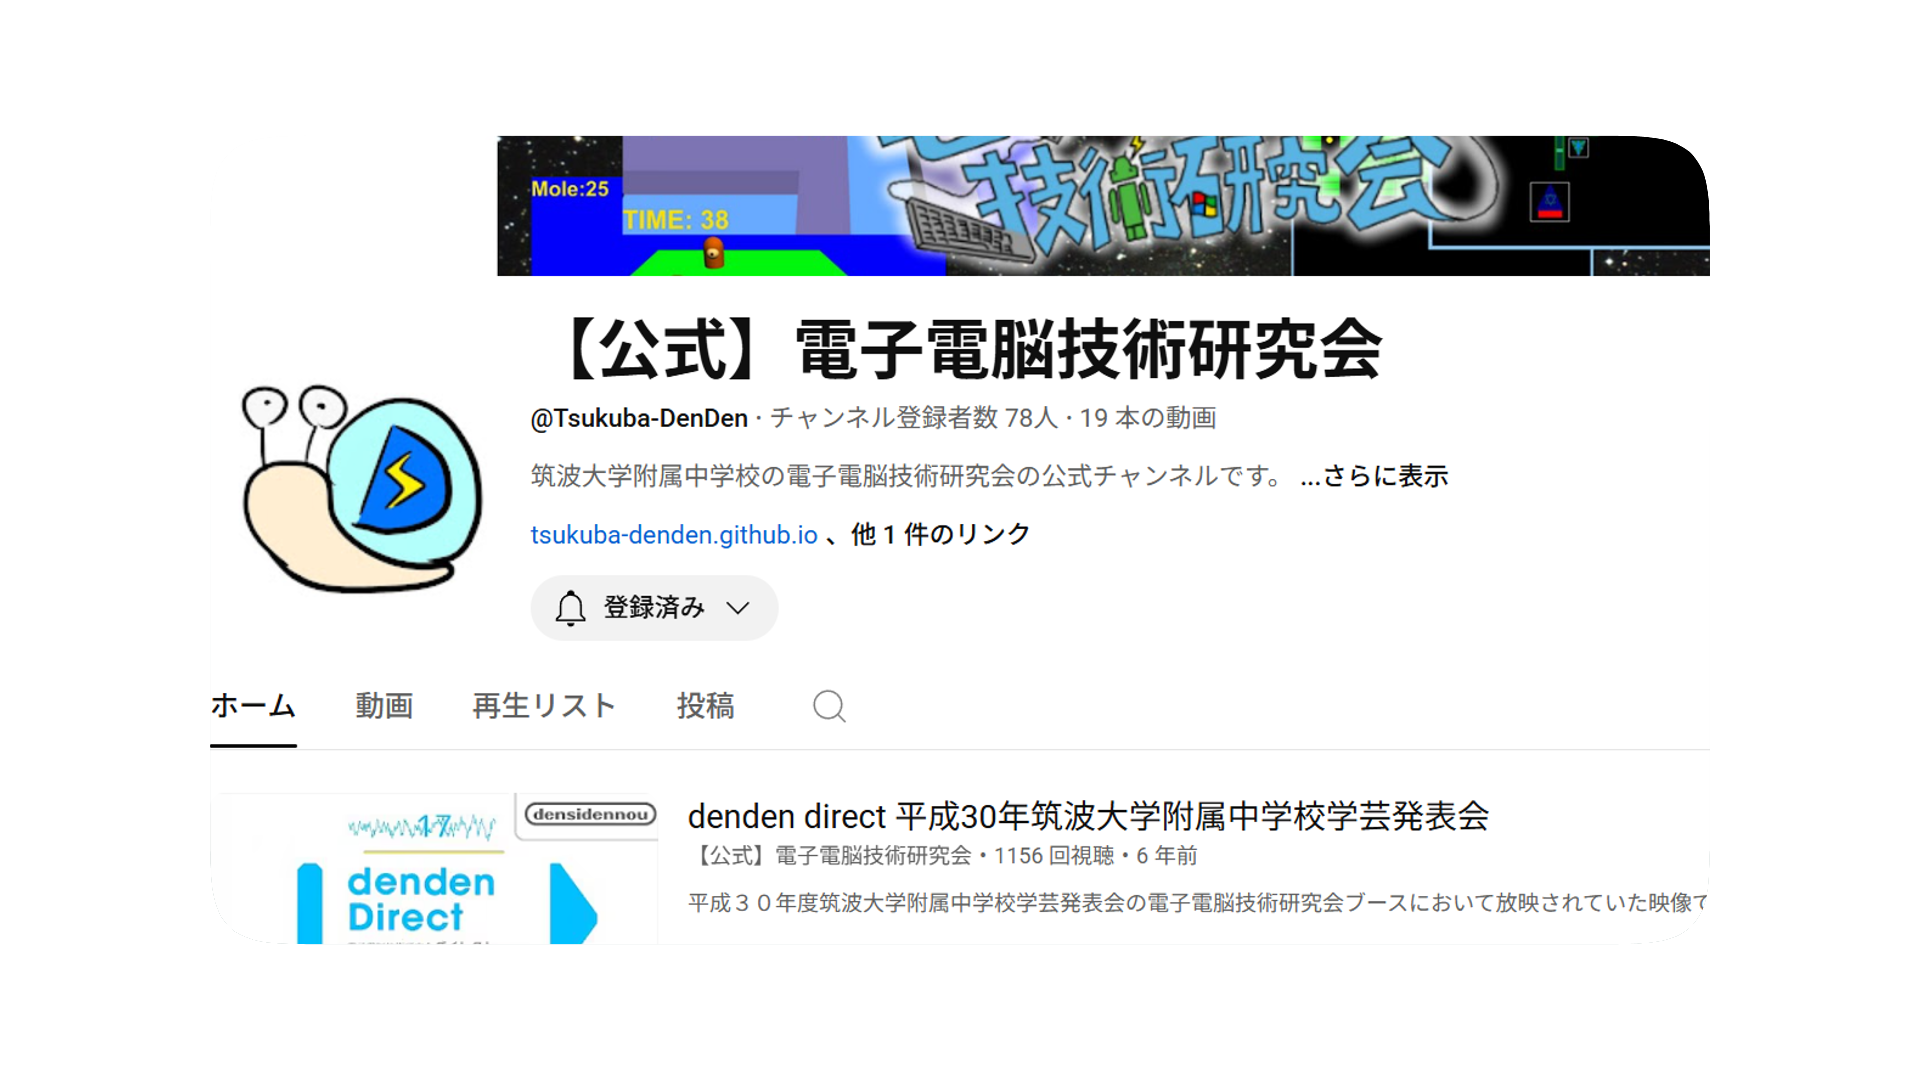 Mole:25
TIME: 38
技術研究会
【公式】電子電脳技術研究会
@Tsukuba-DenDen · チャンネル登録者数 78人 · 19 本の動画
筑波大学附属中学校の電子電脳技術研究会の公式チャンネルです。 ...さらに表示
tsukuba-denden.github.io 、他 1 件のリンク
登録済み
ホーム 動画 再生リスト 投稿
17
densidennou
denden
Direct
denden direct 平成30年筑波大学附属中学校学芸発表会
【公式】電子電脳技術研究会 • 1156 回視聴 • 6 年前
平成３０年度筑波大学附属中学校学芸発表会の電子電脳技術研究会ブースにおいて放映されていた映像で